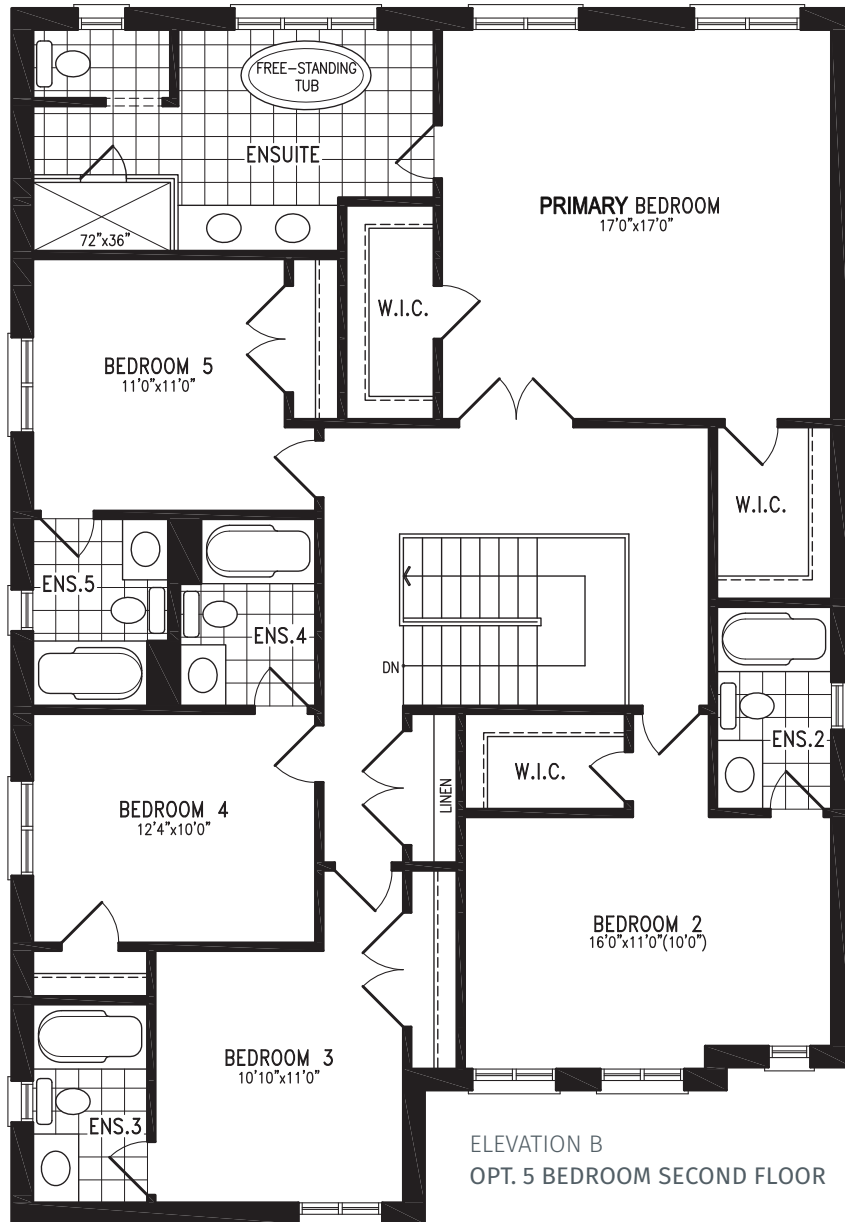 FREE-STANDING
TUB
ENSUITE
PRIMARY BEDROOM
17'0"x17'0"
72"x36"
W.I.C.
BEDROOM 5
11'0"x11'0"
W.I.C.
ENS.5
ENS.4
DN
ENS.2
W.I.C.
LINEN
BEDROOM 4
12'4"x10'0"
BEDROOM 2
16'0"x11'0"(10'0")
BEDROOM 3
10'10"x11'0"
ENS.3
ELEVATION B
OPT. 5 BEDROOM SECOND FLOOR